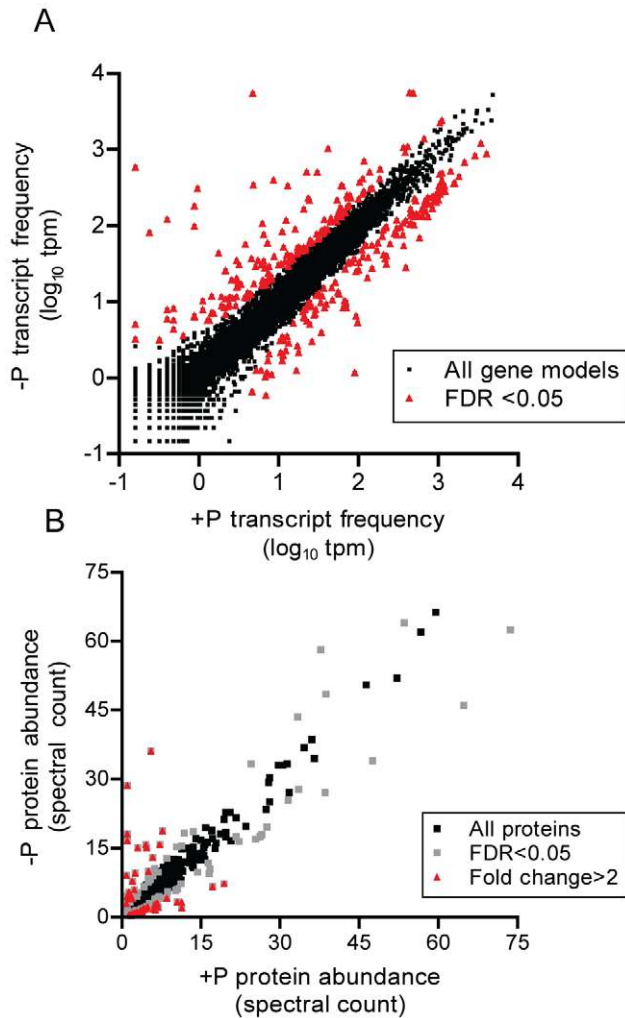 A
4
3
2
1
0
-1
-P transcript frequency
(log₁₀ tpm)
All gene models
FDR <0.05
-1 0 1 2 3 4
+P transcript frequency
(log₁₀ tpm)
B
75
60
45
30
15
0
-P protein abundance
(spectral count)
All proteins
FDR<0.05
Fold change>2
0 15 30 45 60 75
+P protein abundance
(spectral count)